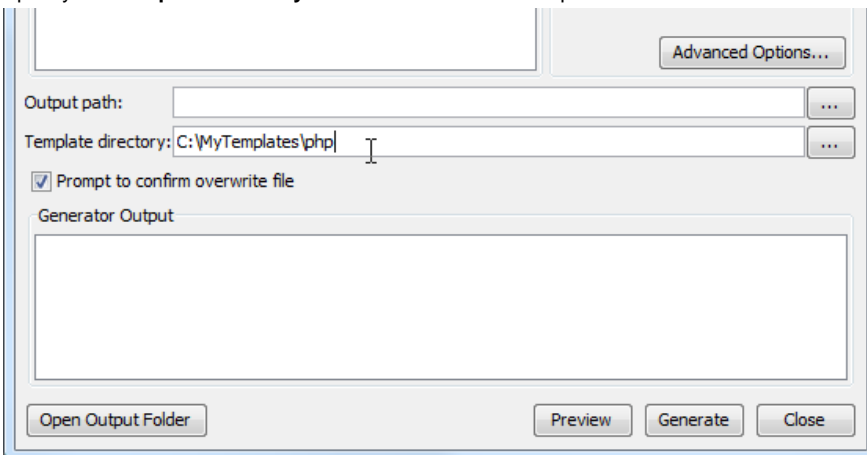 Advanced Options...
Output path:
...
Template directory: C:\MyTemplates\php
...
Prompt to confirm overwrite file
Generator Output
Open Output Folder Preview Generate Close